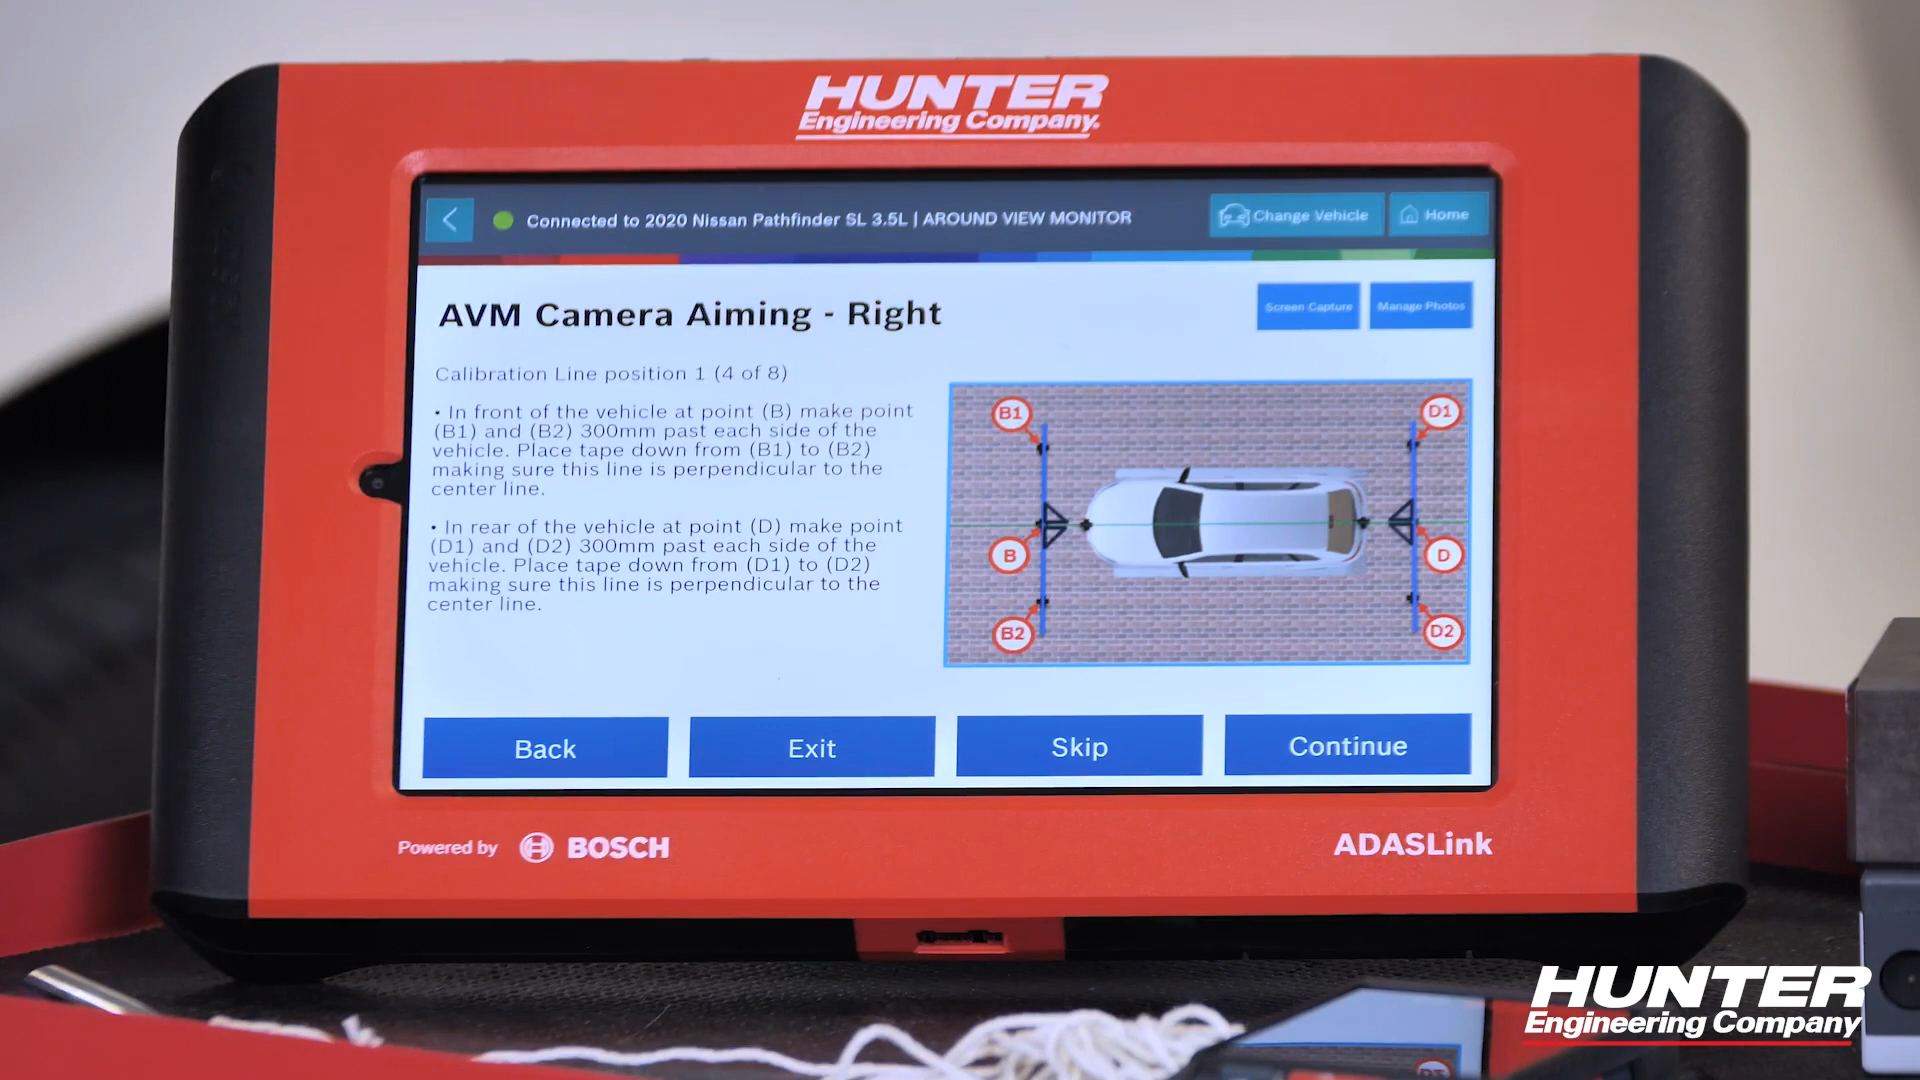 HUNTER
Engineering Company.
Connected to 2020 Nissan Pathfinder SL 3.5L | AROUND VIEW MONITOR
Change Vehicle
Home
AVM Camera Aiming - Right
Screen Capture
Manage Photos
Calibration Line position 1 (4 of 8)
• In front of the vehicle at point (B) make point
(B1) and (B2) 300mm past each side of the
vehicle. Place tape down from (B1) to (B2)
making sure this line is perpendicular to the
center line.
• In rear of the vehicle at point (D) make point
(D1) and (D2) 300mm past each side of the
vehicle. Place tape down from (D1) to (D2)
making sure this line is perpendicular to the
center line.
B1
D1
B
D
B2
D2
Back
Exit
Skip
Continue
Powered by
BOSCH
ADASLink
HUNTER
Engineering Company